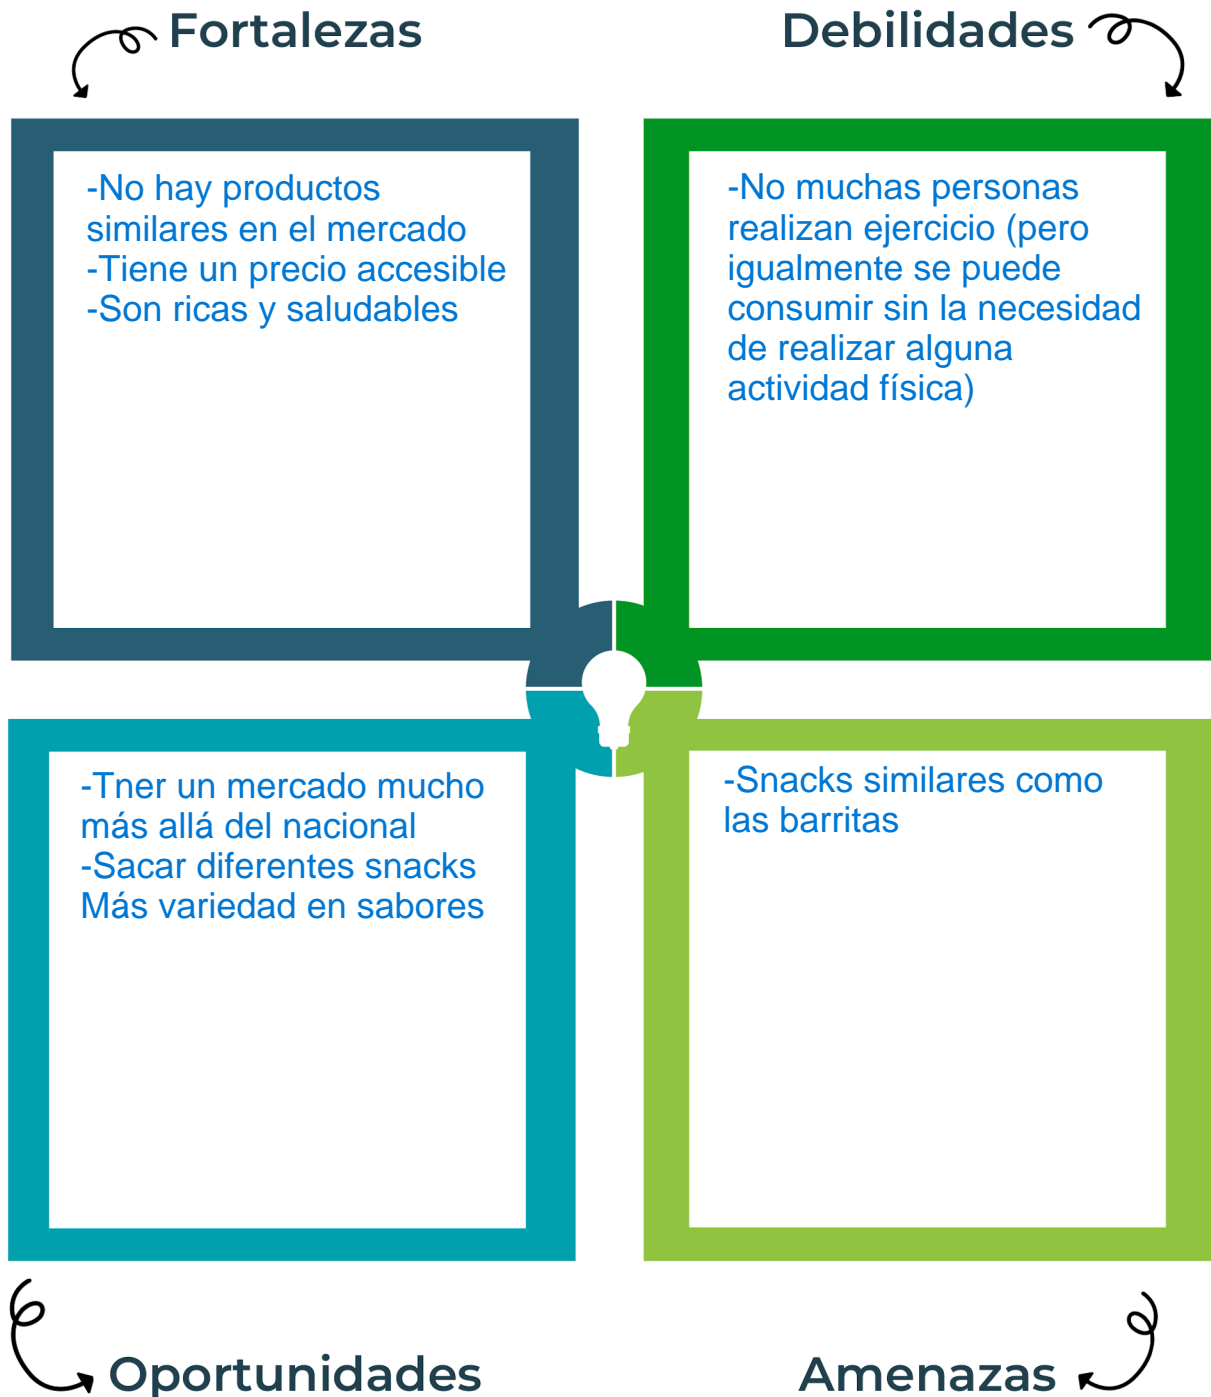 Fortalezas
Debilidades
-No hay productos
similares en el mercado
-Tiene un precio accesible
-Son ricas y saludables
-No muchas personas
realizan ejercicio (pero
igualmente se puede
consumir sin la necesidad
de realizar alguna
actividad física)
-Tner un mercado mucho
más allá del nacional
-Sacar diferentes snacks
Más variedad en sabores
-Snacks similares como
las barritas
Oportunidades
Amenazas